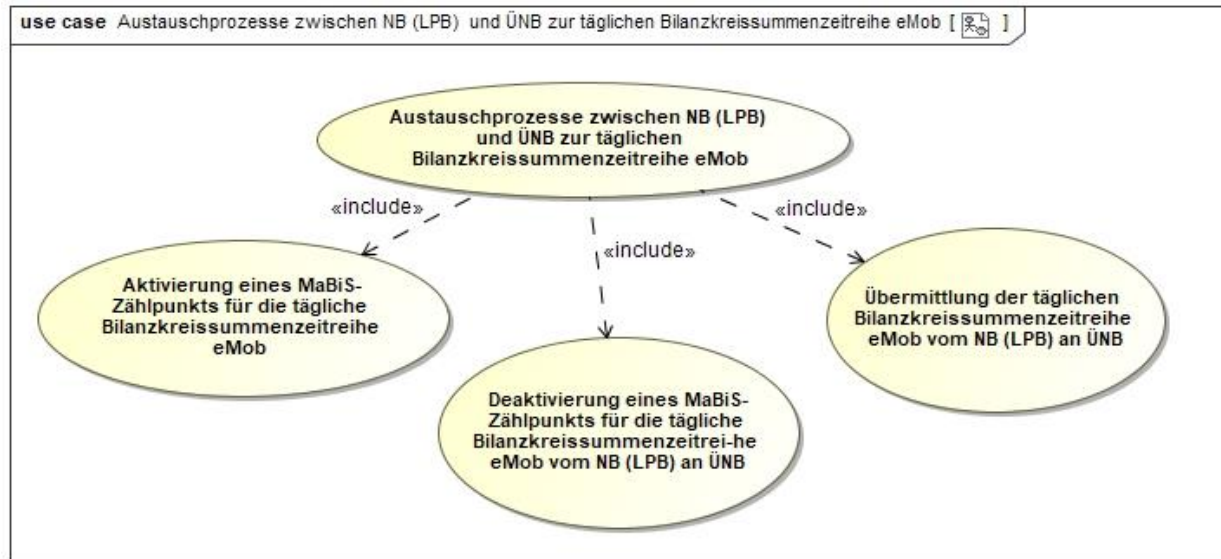 use case Austauschprozesse zwischen NB (LPB) und ÜNB zur täglichen Bilanzkreissummenzeitreihe eMob [ ]
Austauschprozesse zwischen NB (LPB)
und ÜNB zur täglichen
Bilanzkreissummenzeitreihe eMob
«include»
«include»
«include»
Aktivierung eines MaBiS-
Zählpunkts für die tägliche
Bilanzkreissummenzeitreihe
eMob
Übermittlung der täglichen
Bilanzkreissummenzeitreihe
eMob vom NB (LPB) an ÜNB
Deaktivierung eines MaBiS-
Zählpunkts für die tägliche
Bilanzkreissummenzeitrei-he
eMob vom NB (LPB) an ÜNB